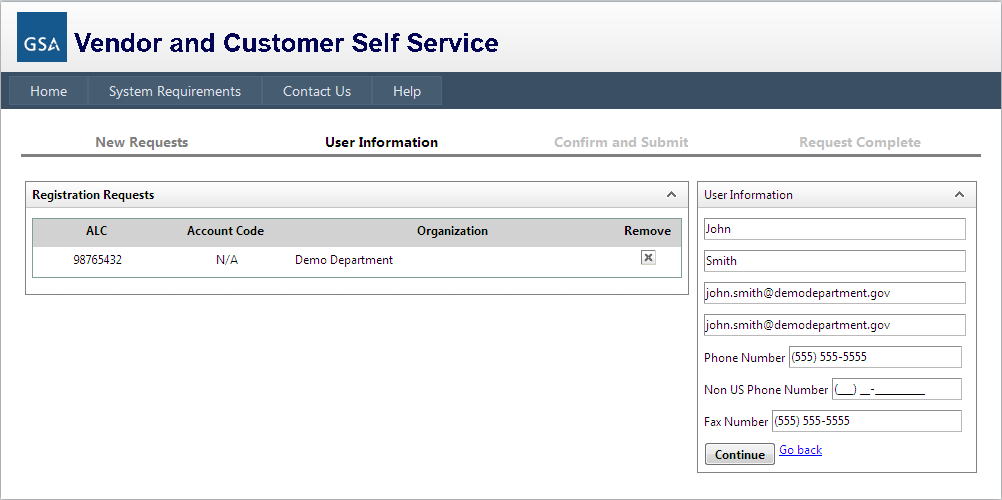 GSA
Vendor and Customer Self Service
Home System Requirements Contact Us Help
New Requests User Information Confirm and Submit Request Complete
Registration Requests
ALC Account Code Organization Remove
98765432 N/A Demo Department
User Information
John
Smith
john.smith@demodepartment.gov
john.smith@demodepartment.gov
Phone Number (555) 555-5555
Non US Phone Number (___) __-_________
Fax Number (555) 555-5555
Continue Go back